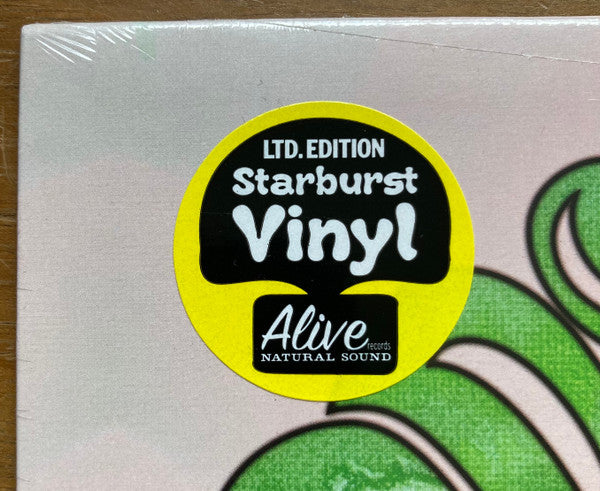 LTD. EDITION
Starburst
Vinyl
Alive
records
NATURAL SOUND